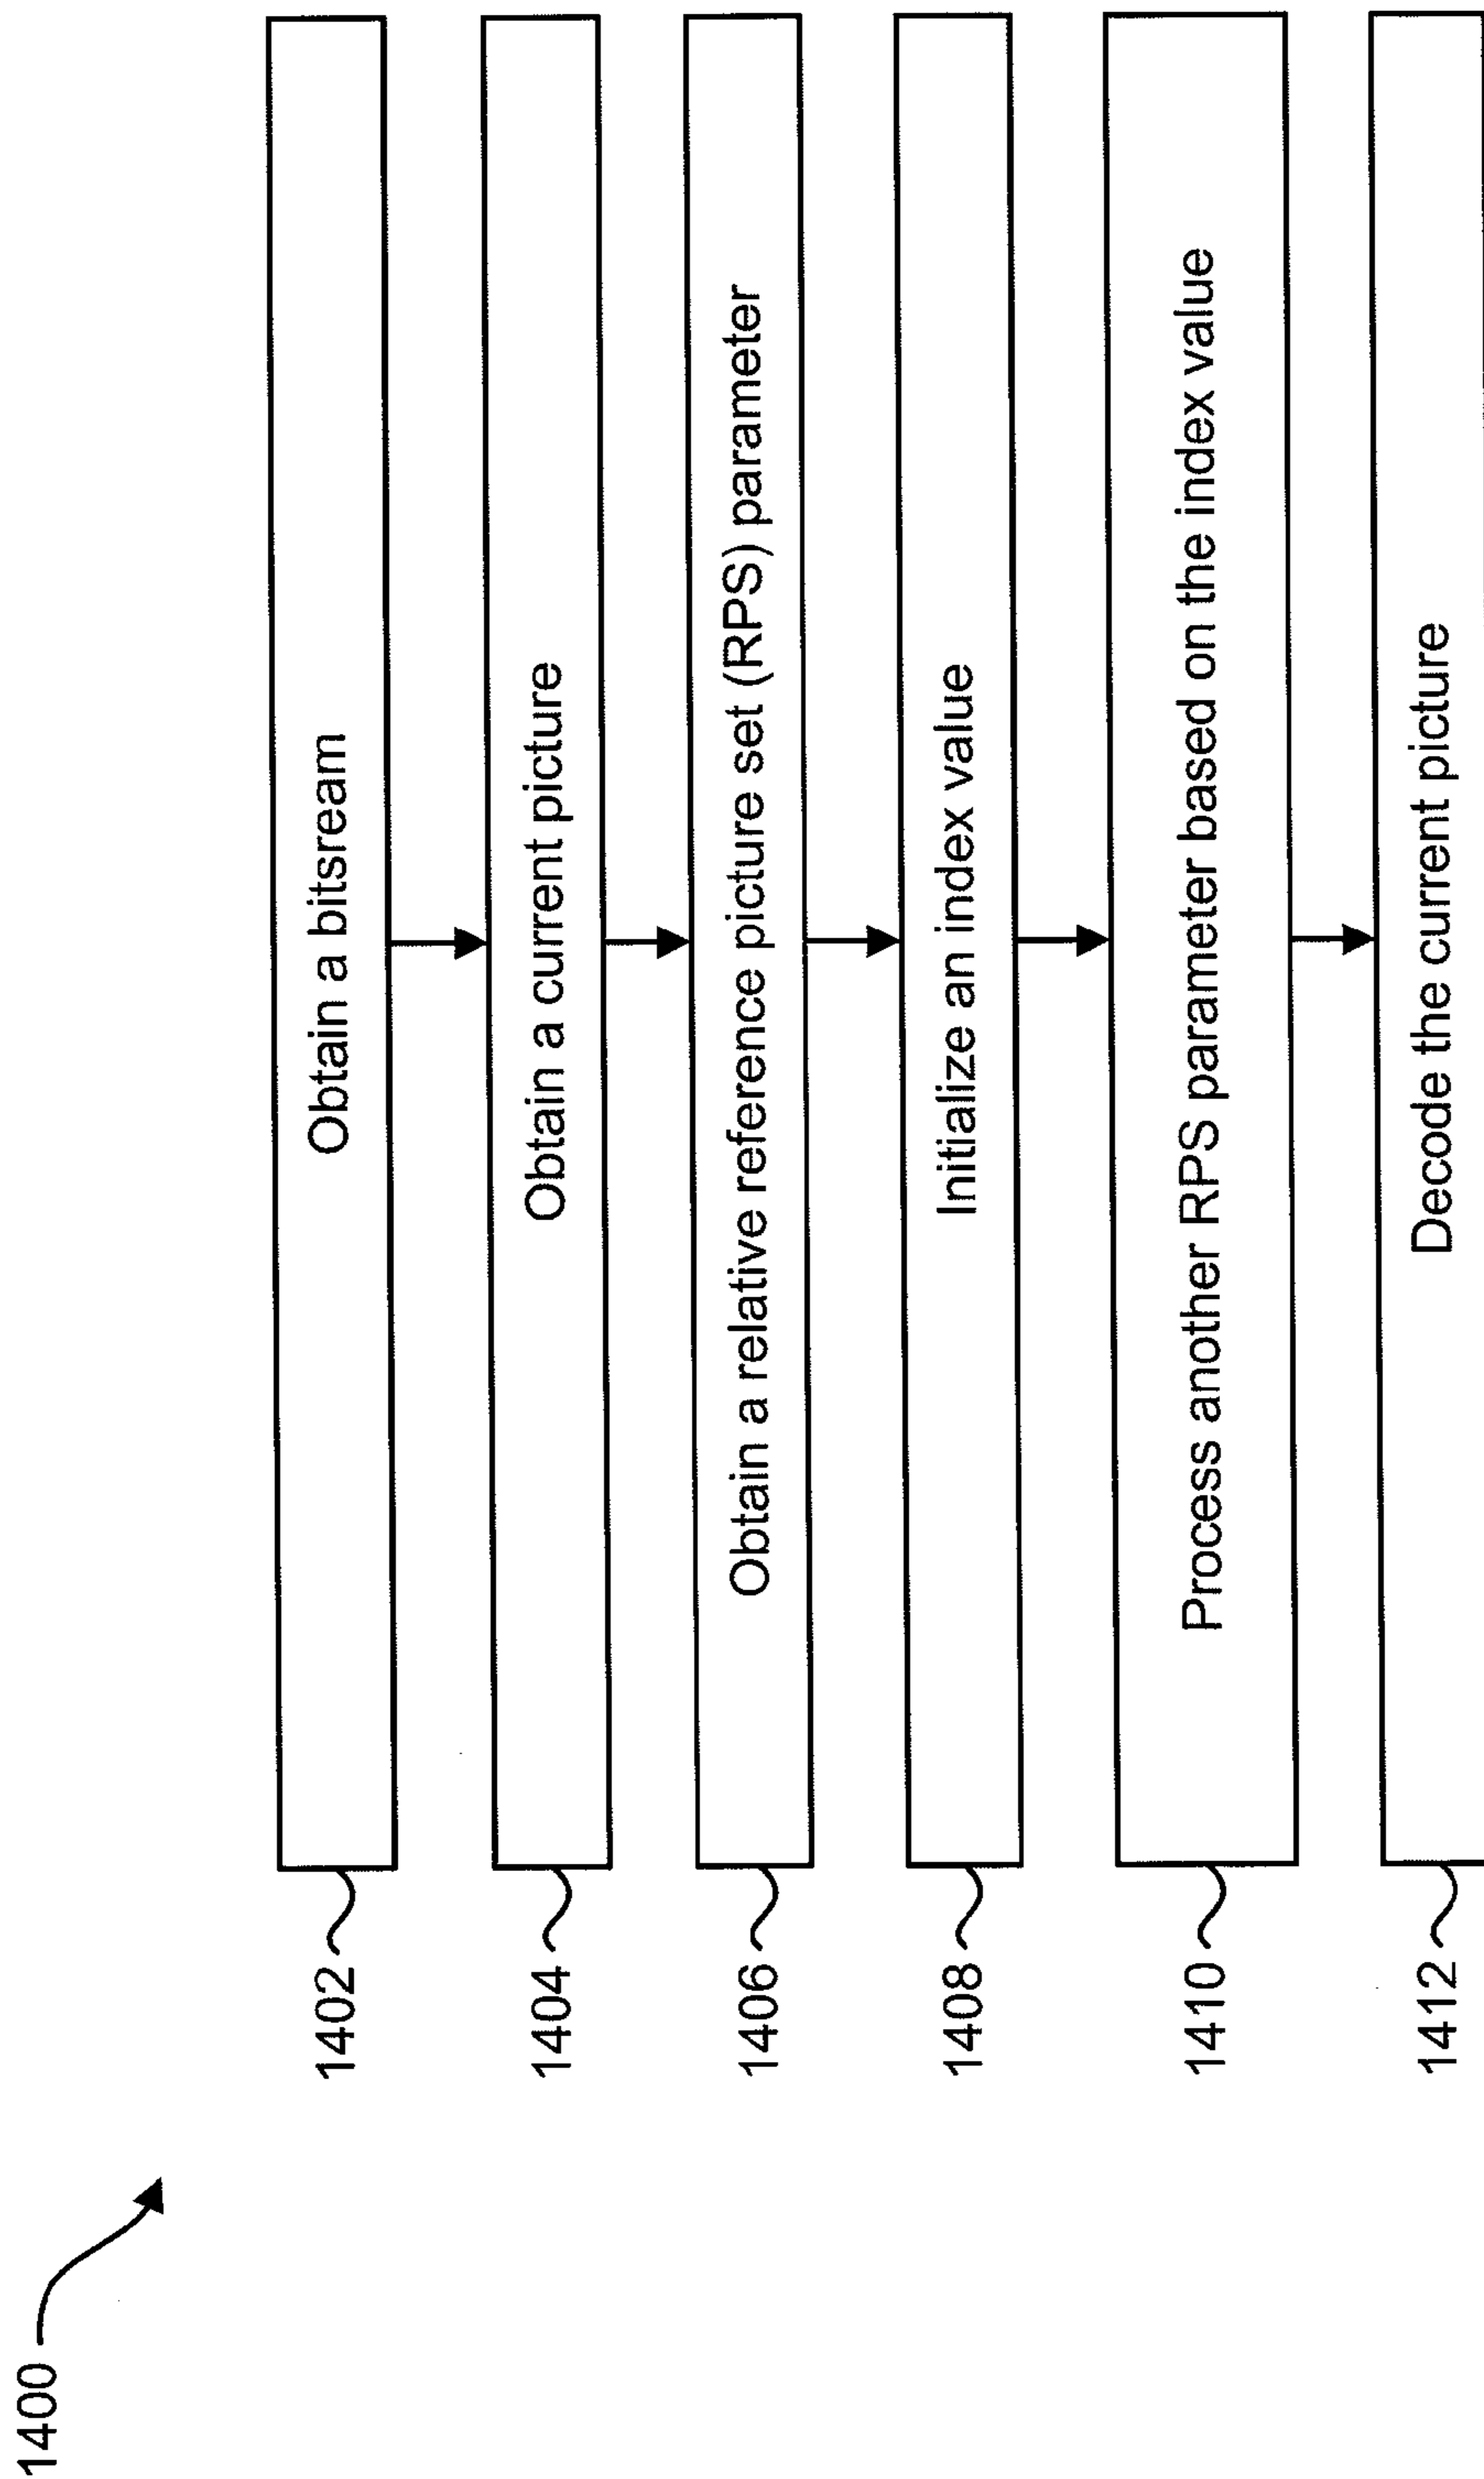 1400
1402
Obtain a bitsream
1404
Obtain a current picture
1406
Obtain a relative reference picture set (RPS) parameter
1408
Initialize an index value
1410
Process another RPS parameter based on the index value
1412
Decode the current picture